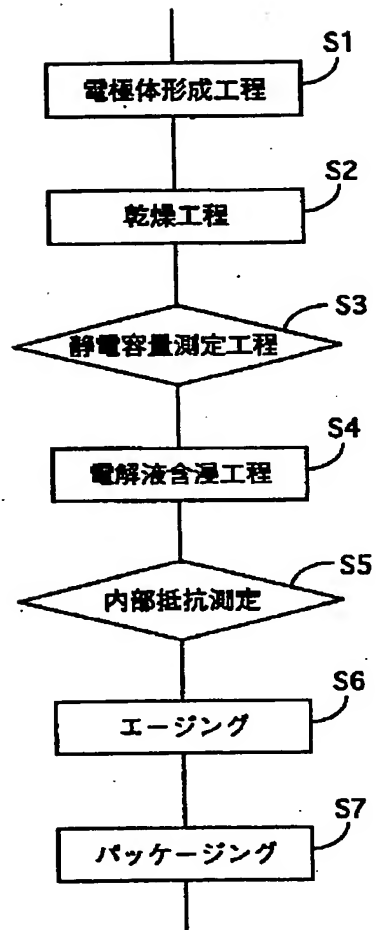 S1
電極体形成工程
S2
乾燥工程
S3
静電容量測定工程
S4
電解液含浸工程
S5
内部抵抗測定
S6
エージング
S7
パッケージング